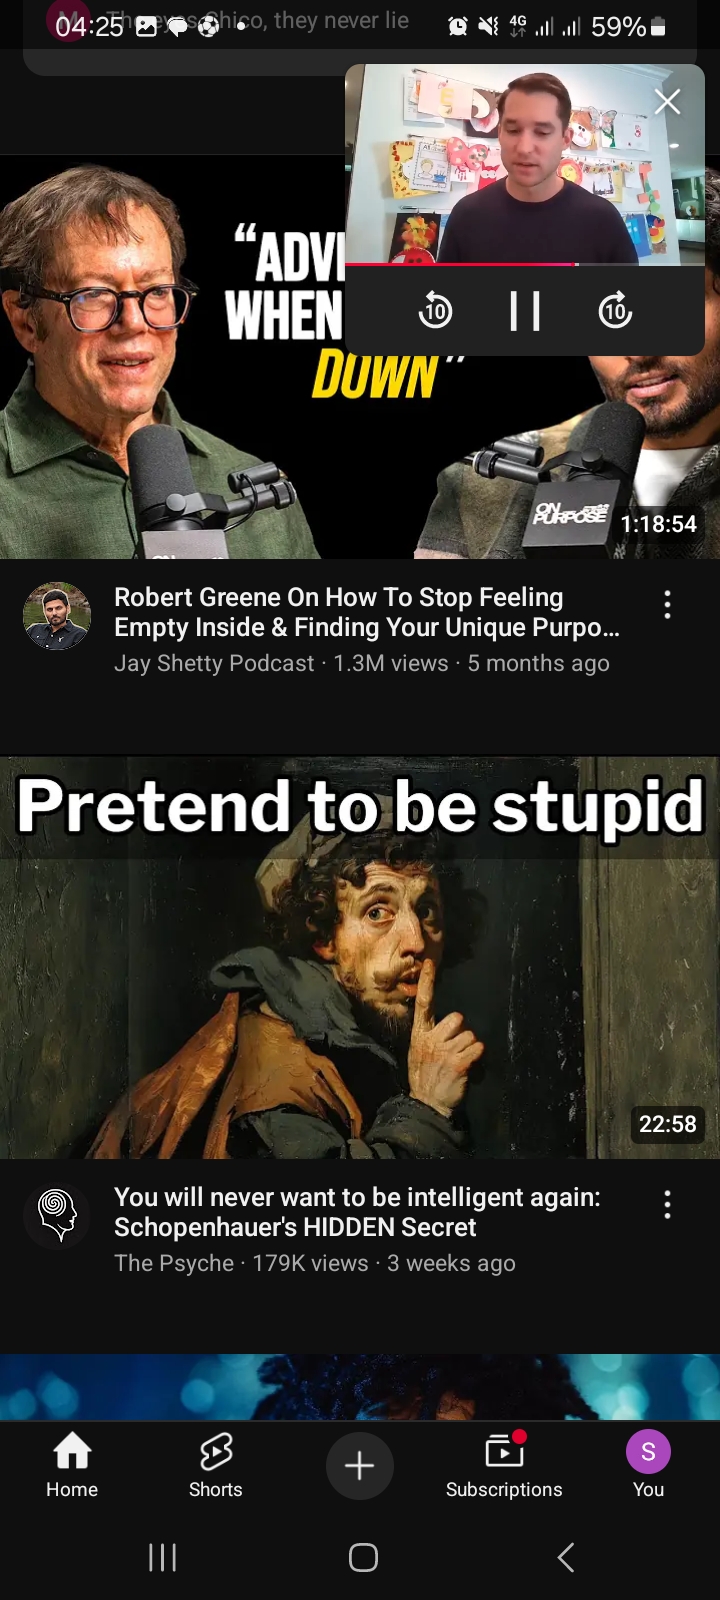 04:25
4G
59%
M
The eyes Chico, they never lie
10
10
"ADVI
WHEN
DOWN"
ON
PURPOSE
1:18:54
Robert Greene On How To Stop Feeling
Empty Inside & Finding Your Unique Purpo...
Jay Shetty Podcast · 1.3M views · 5 months ago
Pretend to be stupid
22:58
You will never want to be intelligent again:
Schopenhauer's HIDDEN Secret
The Psyche · 179K views · 3 weeks ago
Home
Shorts
Subscriptions
S
You